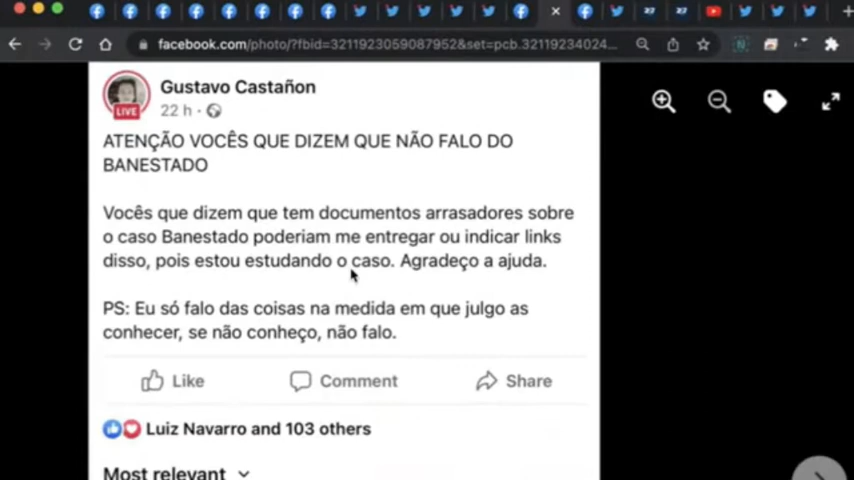 facebook.com/photo/?fbid=3211923059087952&set=pcb.32119234024...
Gustavo Castañon
LIVE
22 h ·
ATENÇÃO VOCÊS QUE DIZEM QUE NÃO FALO DO
BANESTADO
Vocês que dizem que tem documentos arrasadores sobre
o caso Banestado poderiam me entregar ou indicar links
disso, pois estou estudando o caso. Agradeço a ajuda.
PS: Eu só falo das coisas na medida em que julgo as
conhecer, se não conheço, não falo.
Like
Comment
Share
Luiz Navarro and 103 others
Most relevant